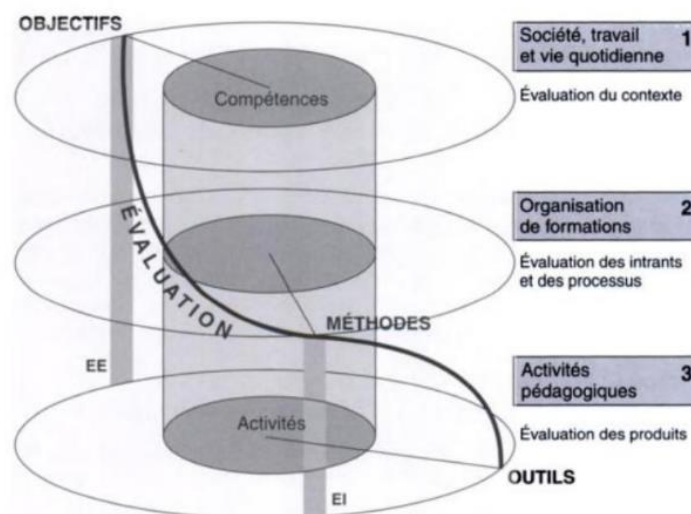 OBJECTIFS
Compétences
Société, travail
et vie quotidienne 1
Évaluation du contexte
ÉVALUATION
Organisation 2
de formations
Évaluation des intrants
et des processus
MÉTHODES
EE
Activités 3
pédagogiques
Activités
Évaluation des produits
OUTILS
EI